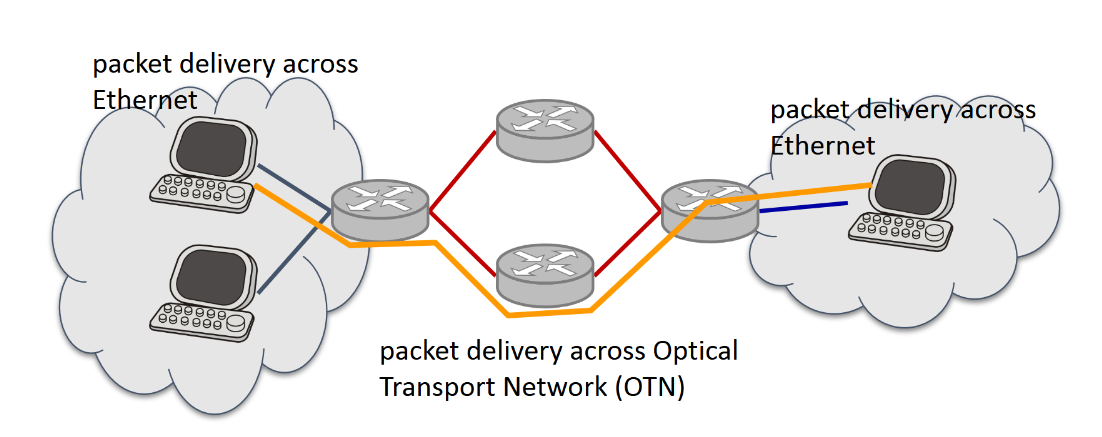 packet delivery across
Ethernet
packet delivery across
Ethernet
packet delivery across Optical
Transport Network (OTN)